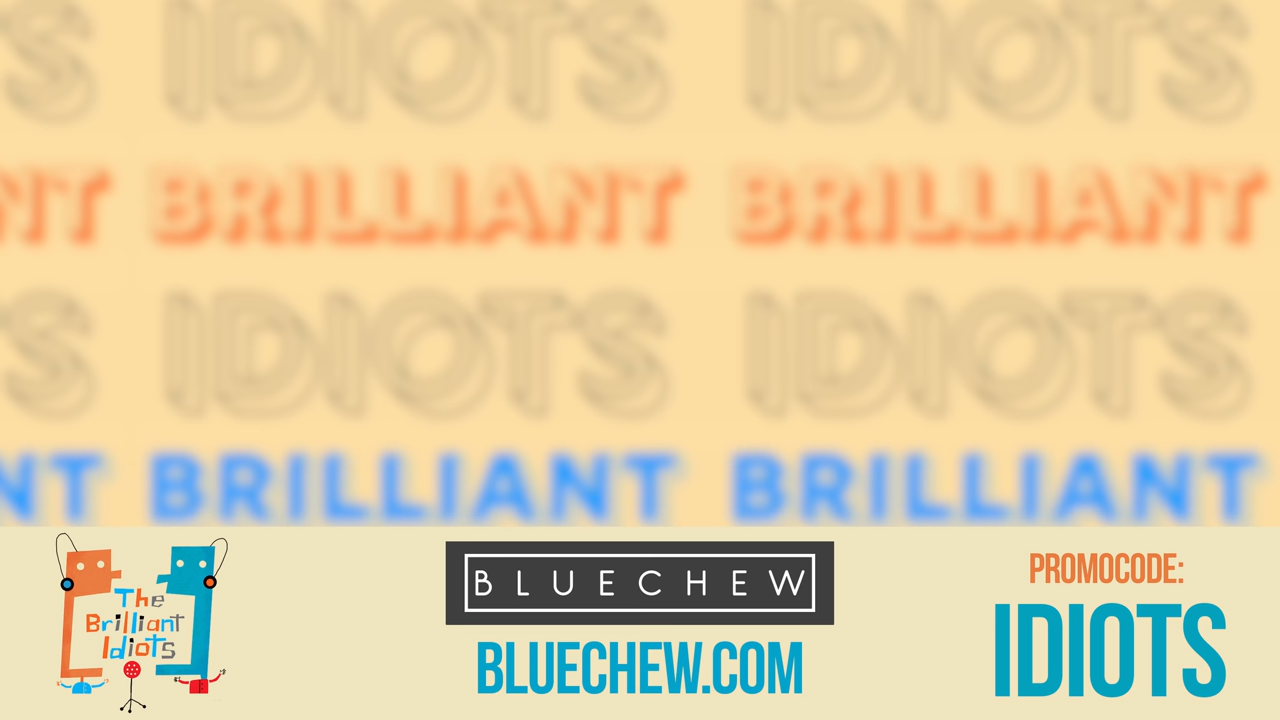 S IDIOTS IDIOTS
NT BRILLIANT BRILLIANT
S IDIOTS IDIOTS
NT BRILLIANT BRILLIANT
The
Brilliant
Idiots
BLUECHEW
BLUECHEW.COM
PROMOCODE:
IDIOTS